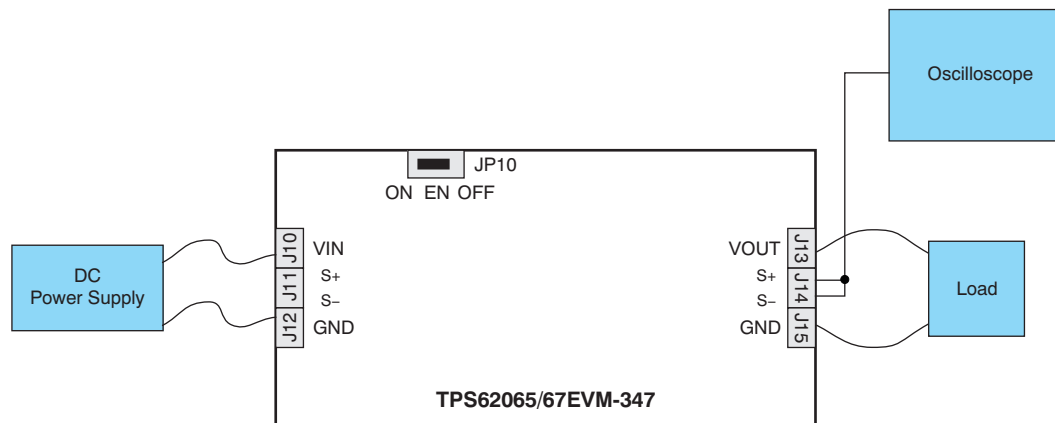 Oscilloscope
JP10
ON EN OFF
DC
Power Supply
J10
VIN
J11
S+
S−
J12
GND
VOUT
J13
S+
J14
S−
GND
J15
Load
TPS62065/67EVM-347